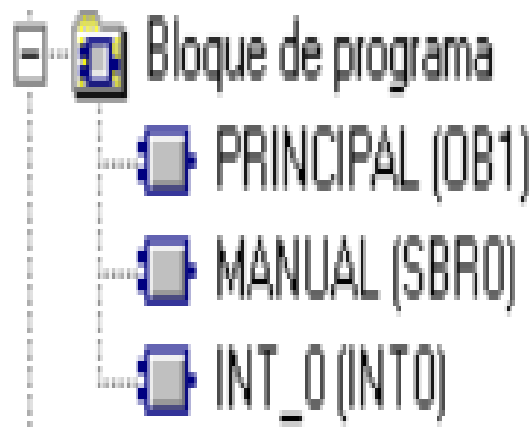 Bloque de programa
PRINCIPAL (OB1)
MANUAL (SBR0)
INT_0 (INT0)